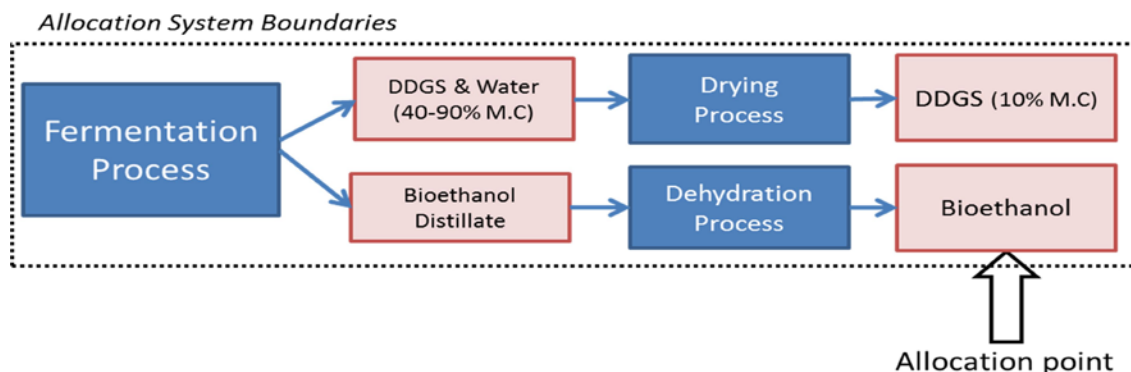 Allocation System Boundaries
Fermentation
Process
DDGS & Water
(40-90% M.C)
Drying
Process
DDGS (10% M.C)
Bioethanol
Distillate
Dehydration
Process
Bioethanol
Allocation point